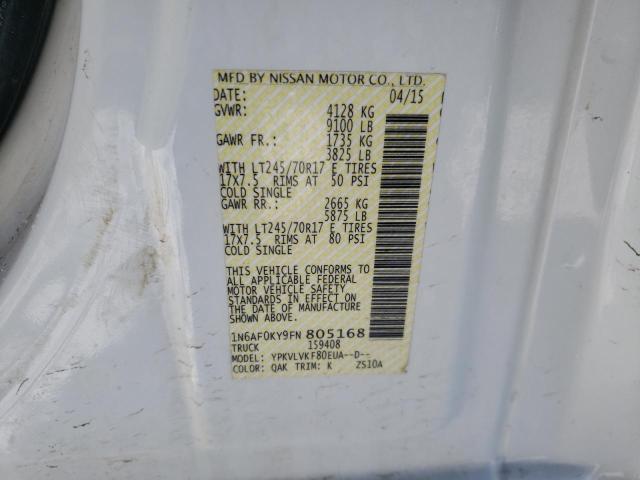 MFD BY NISSAN MOTOR CO., LTD.
DATE: 04/15
GVWR: 4128 KG
9100 LB
GAWR FR.: 1735 KG
3825 LB
WITH LT245/70R17 E TIRES
17X7.5 RIMS AT 50 PSI
COLD SINGLE
GAWR RR.: 2665 KG
5875 LB
WITH LT245/70R17 E TIRES
17X7.5 RIMS AT 80 PSI
COLD SINGLE
THIS VEHICLE CONFORMS TO
ALL APPLICABLE FEDERAL
MOTOR VEHICLE SAFETY
STANDARDS IN EFFECT ON
THE DATE OF MANUFACTURE
SHOWN ABOVE.
1N6AF0KY9FN 805168
TRUCK 159408
MODEL: YPKVLVKF80EUA--D--
COLOR: QAK TRIM: K ZS10A